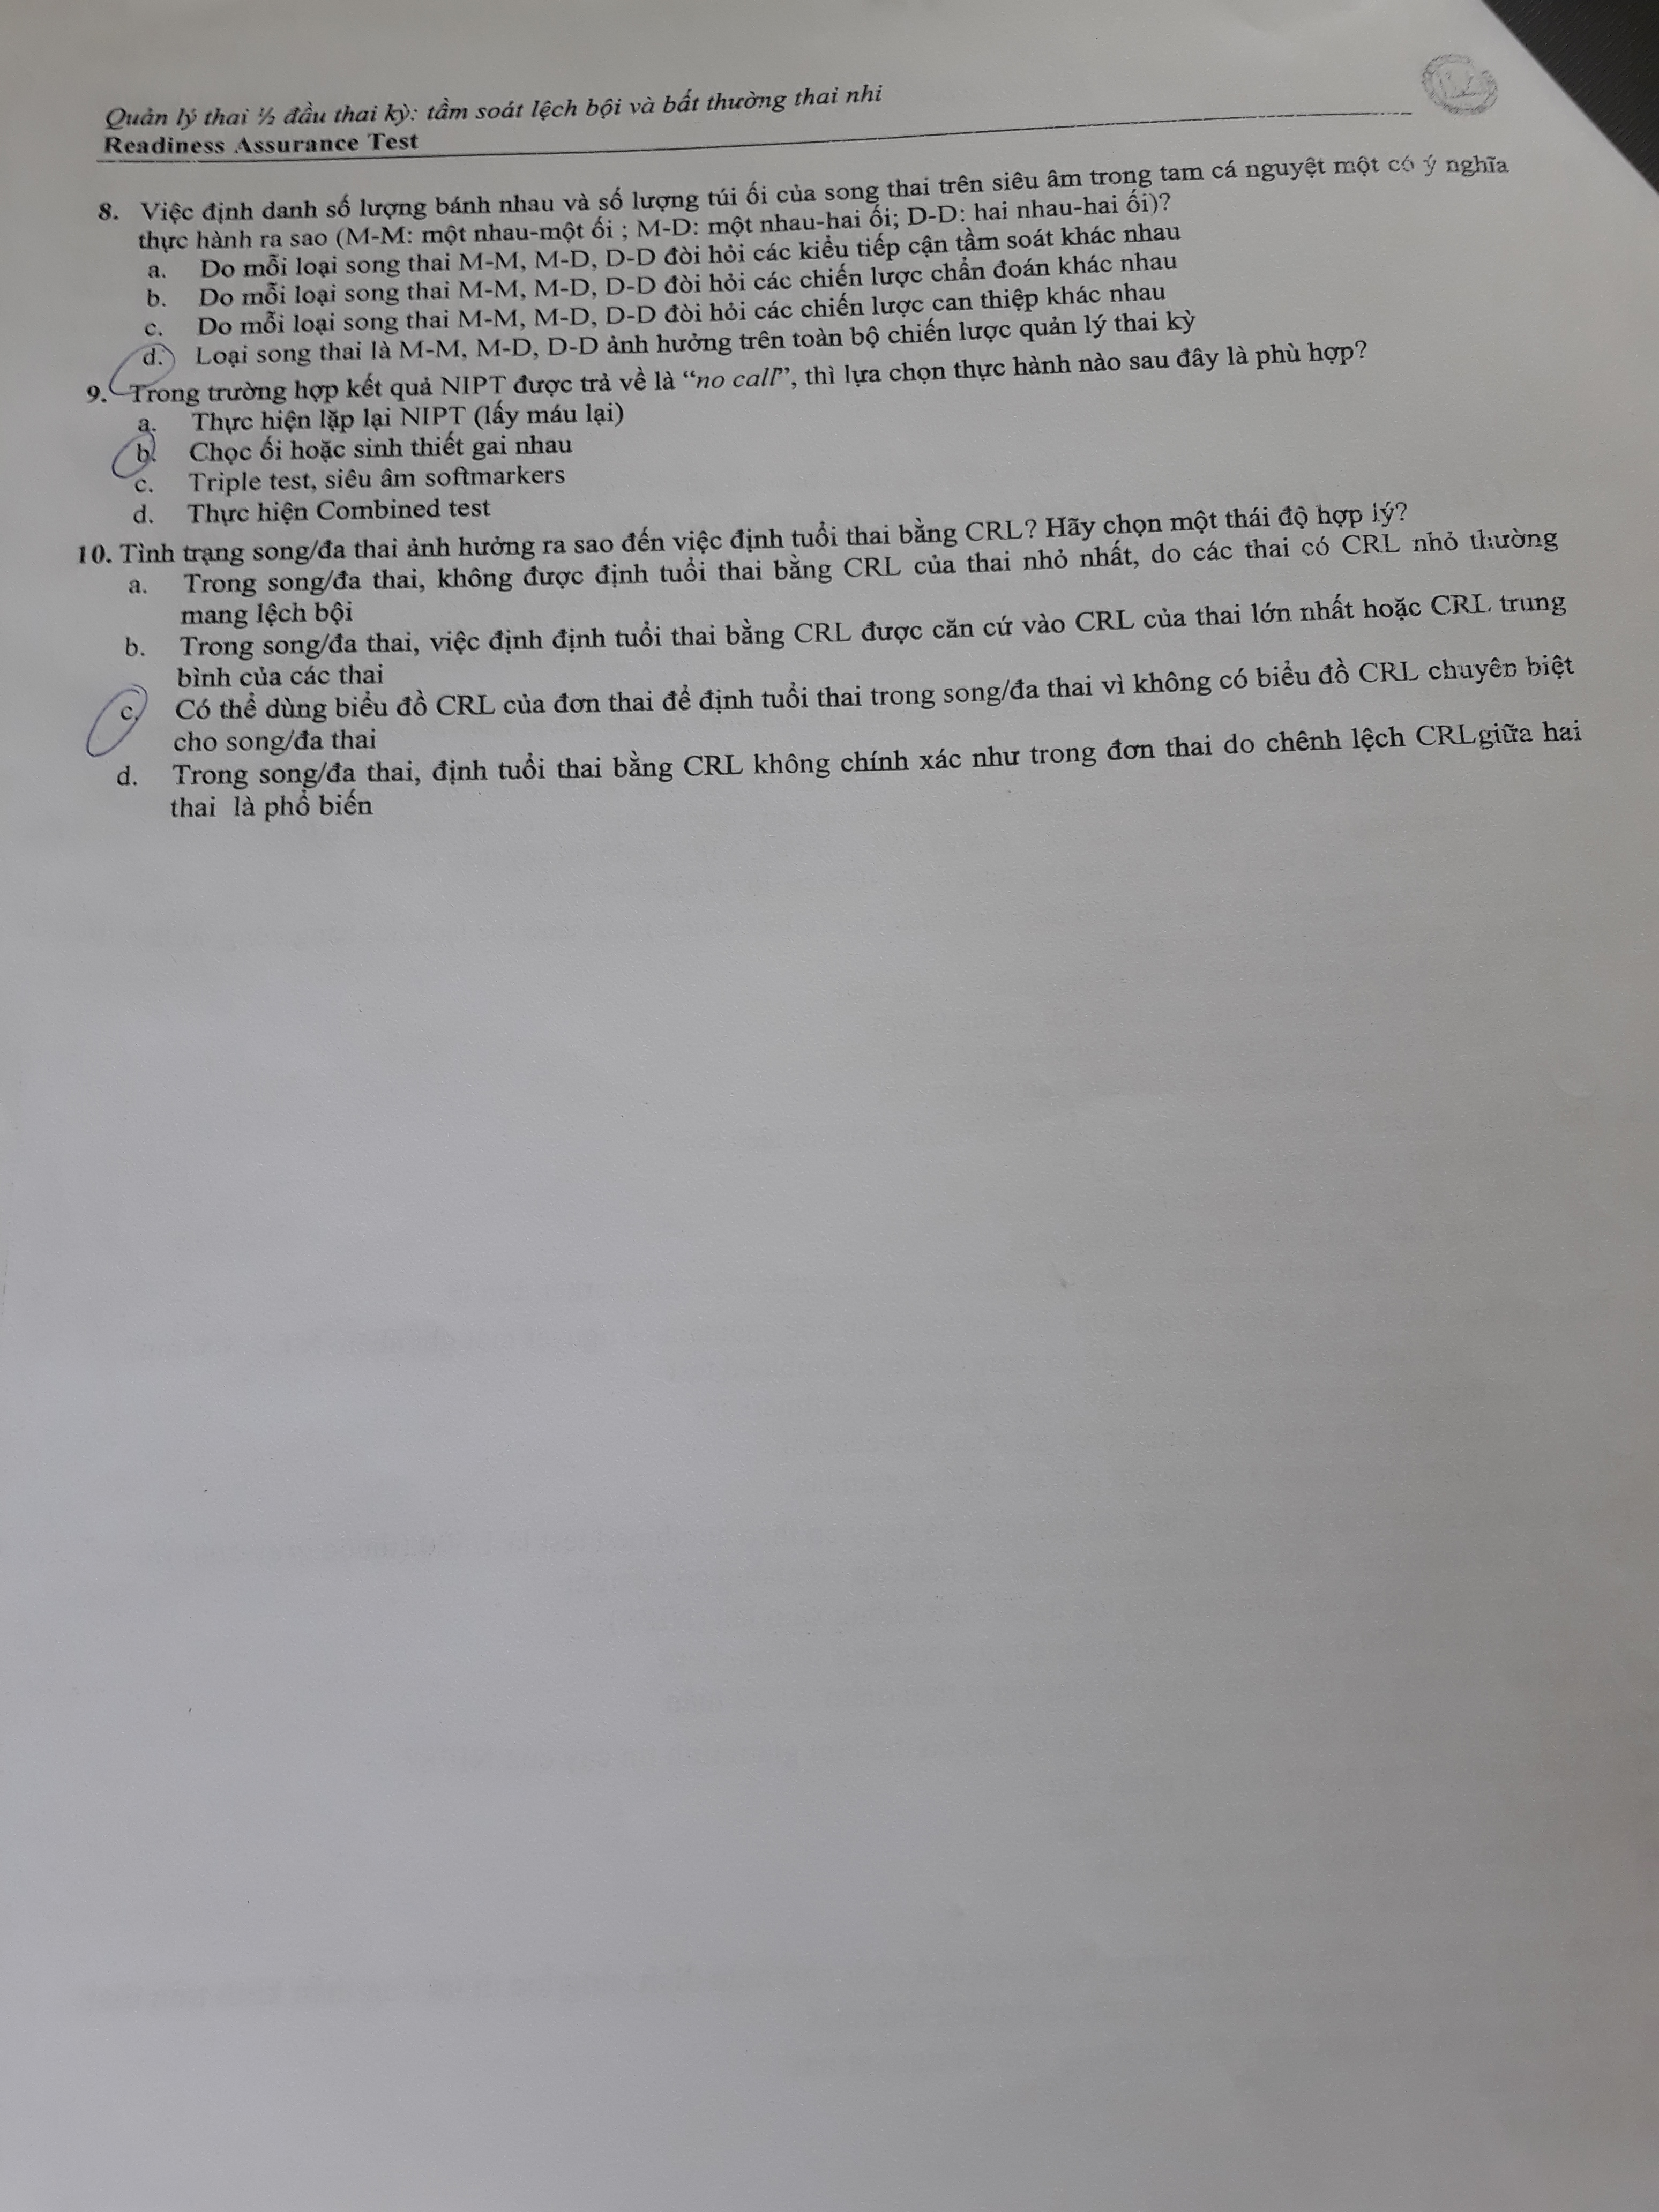 Quản lý thai ½ đầu thai kỳ: tầm soát lệch bội và bất thường thai nhi
Readiness Assurance Test
8. Việc định danh số lượng bánh nhau và số lượng túi ối của song thai trên siêu âm trong tam cá nguyệt một có ý nghĩa
thực hành ra sao (M-M: một nhau-một ối ; M-D: một nhau-hai ối; D-D: hai nhau-hai ối)?
a. Do mỗi loại song thai M-M, M-D, D-D đòi hỏi các kiểu tiếp cận tầm soát khác nhau
b. Do mỗi loại song thai M-M, M-D, D-D đòi hỏi các chiến lược chẩn đoán khác nhau
c. Do mỗi loại song thai M-M, M-D, D-D đòi hỏi các chiến lược can thiệp khác nhau
d. Loại song thai là M-M, M-D, D-D ảnh hưởng trên toàn bộ chiến lược quản lý thai kỳ
9. Trong trường hợp kết quả NIPT được trả về là “no call”, thì lựa chọn thực hành nào sau đây là phù hợp?
a. Thực hiện lặp lại NIPT (lấy máu lại)
b. Chọc ối hoặc sinh thiết gai nhau
c. Triple test, siêu âm softmarkers
d. Thực hiện Combined test
10. Tình trạng song/đa thai ảnh hưởng ra sao đến việc định tuổi thai bằng CRL? Hãy chọn một thái độ hợp lý?
a. Trong song/đa thai, không được định tuổi thai bằng CRL của thai nhỏ nhất, do các thai có CRL nhỏ thường
mang lệch bội
b. Trong song/đa thai, việc định định tuổi thai bằng CRL được căn cứ vào CRL của thai lớn nhất hoặc CRL trung
bình của các thai
c. Có thể dùng biểu đồ CRL của đơn thai để định tuổi thai trong song/đa thai vì không có biểu đồ CRL chuyên biệt
cho song/đa thai
d. Trong song/đa thai, định tuổi thai bằng CRL không chính xác như trong đơn thai do chênh lệch CRLgiữa hai
thai là phổ biến